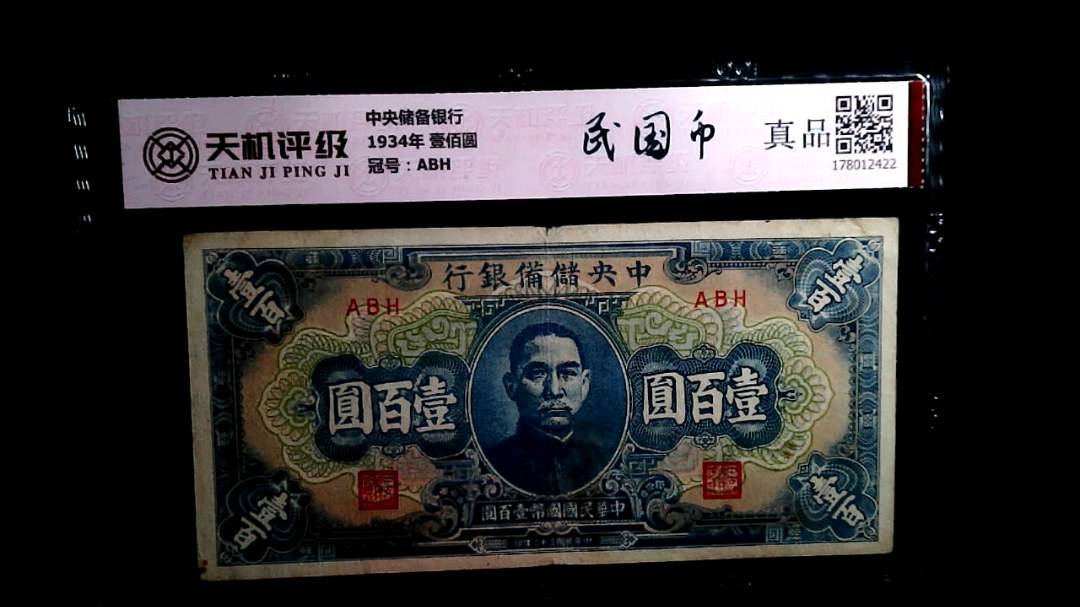 天机评级
TIAN JI PING JI
中央储备银行
1934年 壹佰圆
冠号：ABH
民国币
真品
178012422
行銀備儲央中
壹百
壹百
ABH
ABH
圓百壹
圓百壹
圓百壹幣國國民華中
壹百
壹百